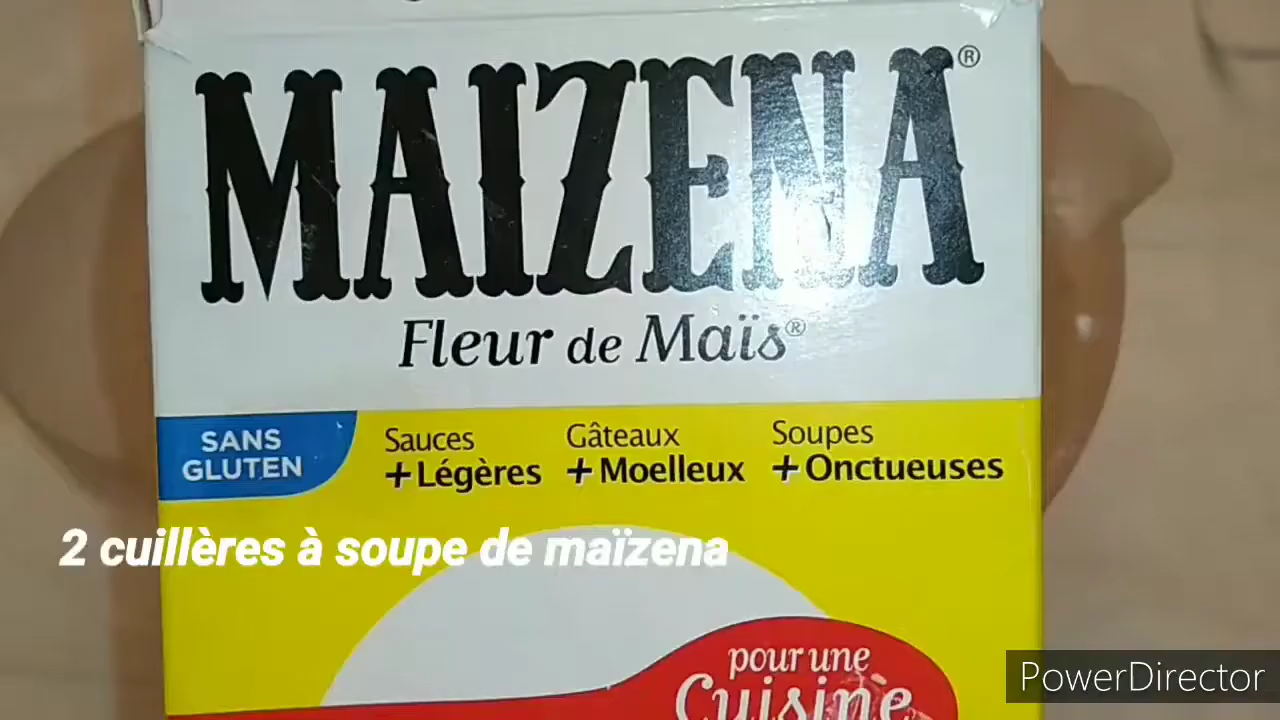 MAIZENA®
Fleur de Maïs®
SANS GLUTEN
Sauces +Légères
Gâteaux +Moelleux
Soupes +Onctueuses
2 cuillères à soupe de maïzena
pour une
Cuisine
PowerDirector